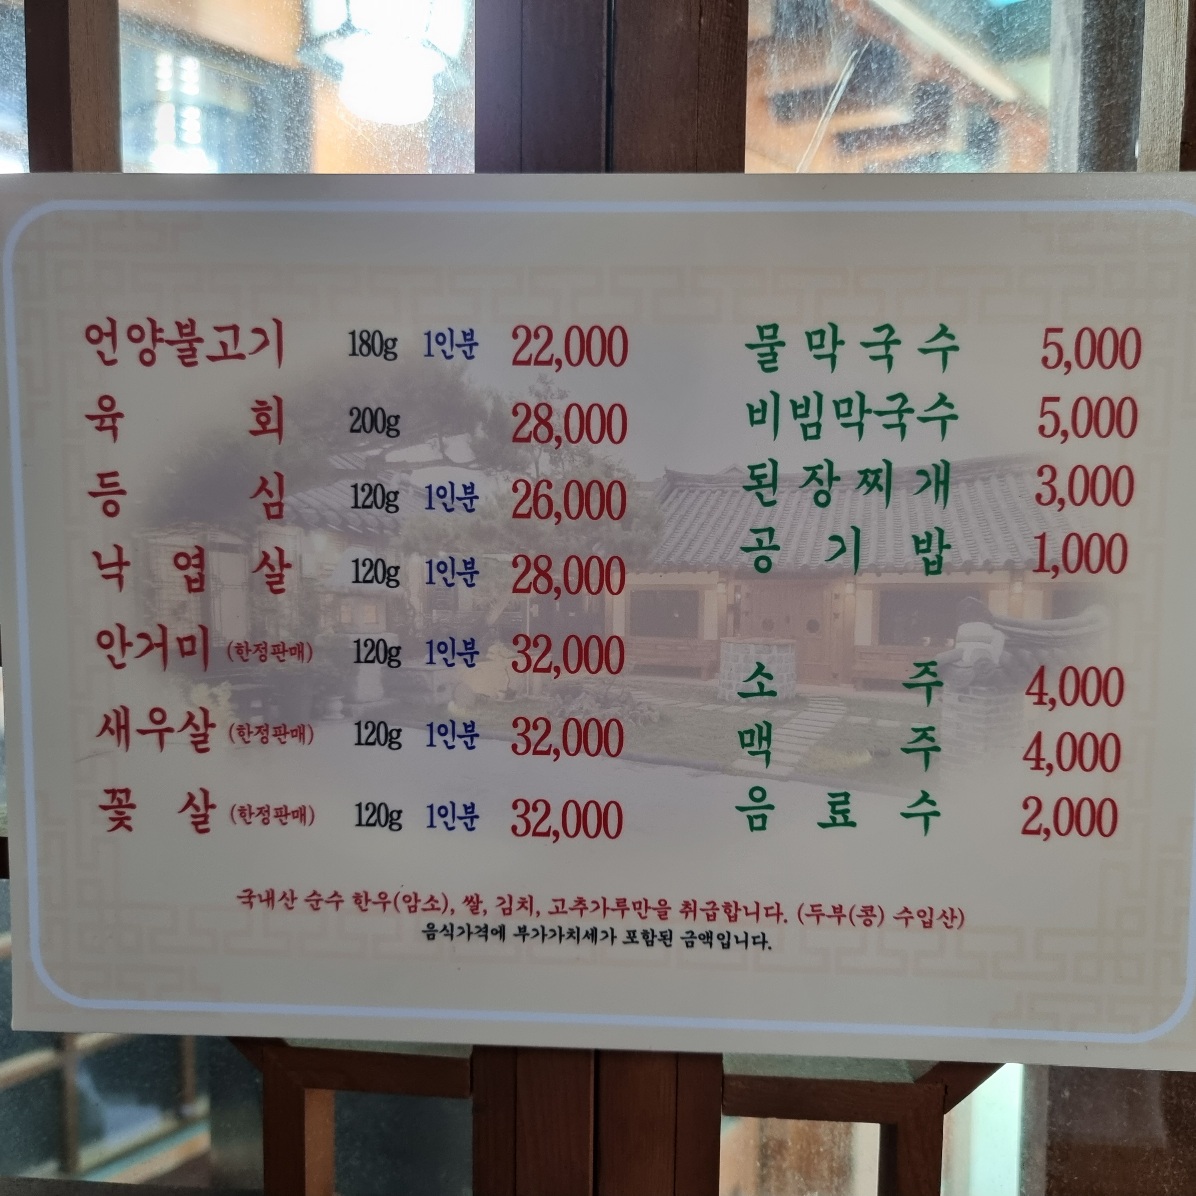 언양불고기 180g 1인분 22,000
육회 200g 28,000
등심 120g 1인분 26,000
낙엽살 120g 1인분 28,000
안거미 (한정판매) 120g 1인분 32,000
새우살 (한정판매) 120g 1인분 32,000
꽃살 (한정판매) 120g 1인분 32,000
물막국수 5,000
비빔막국수 5,000
된장찌개 3,000
공기밥 1,000
소주 4,000
맥주 4,000
음료수 2,000
국내산 순수 한우(암소), 쌀, 김치, 고추가루만을 취급합니다. (두부(콩) 수입산)
음식가격에 부가가치세가 포함된 금액입니다.